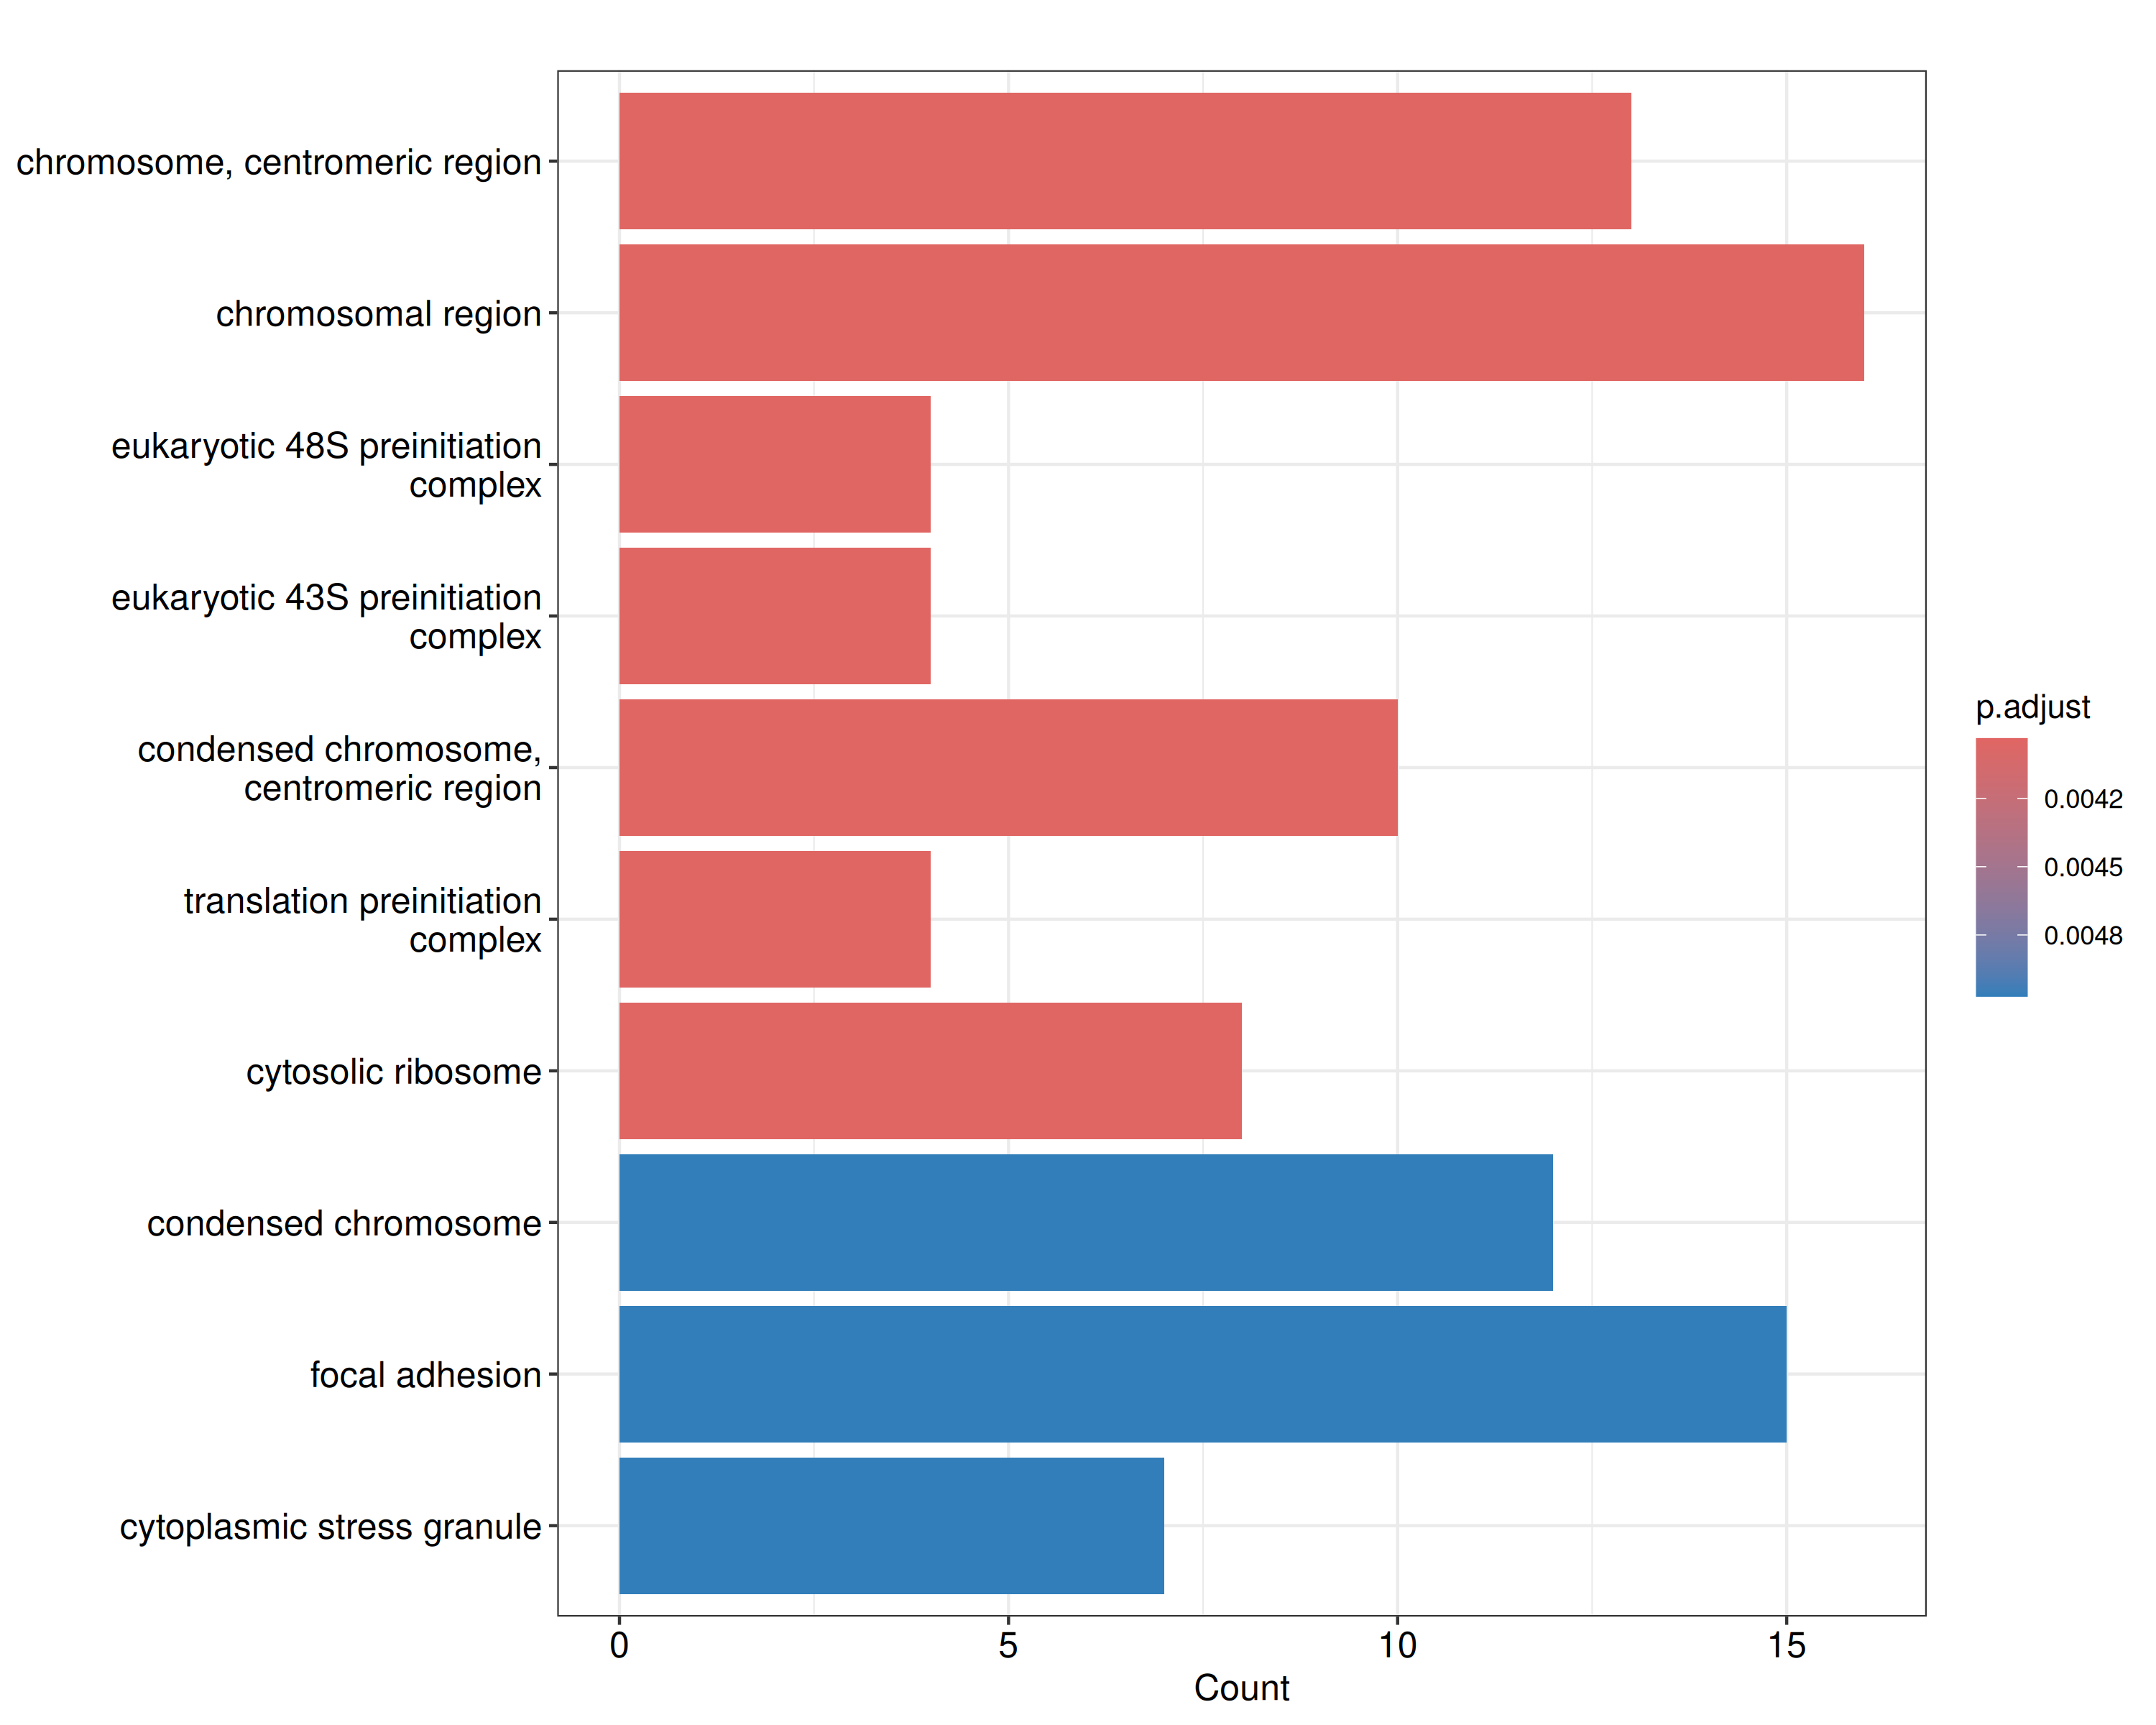 chromosome, centromeric region
chromosomal region
eukaryotic 48S preinitiation
complex
eukaryotic 43S preinitiation
complex
condensed chromosome,
centromeric region
translation preinitiation
complex
cytosolic ribosome
condensed chromosome
focal adhesion
cytoplasmic stress granule
0 5 10 15
Count
p.adjust
0.0042
0.0045
0.0048